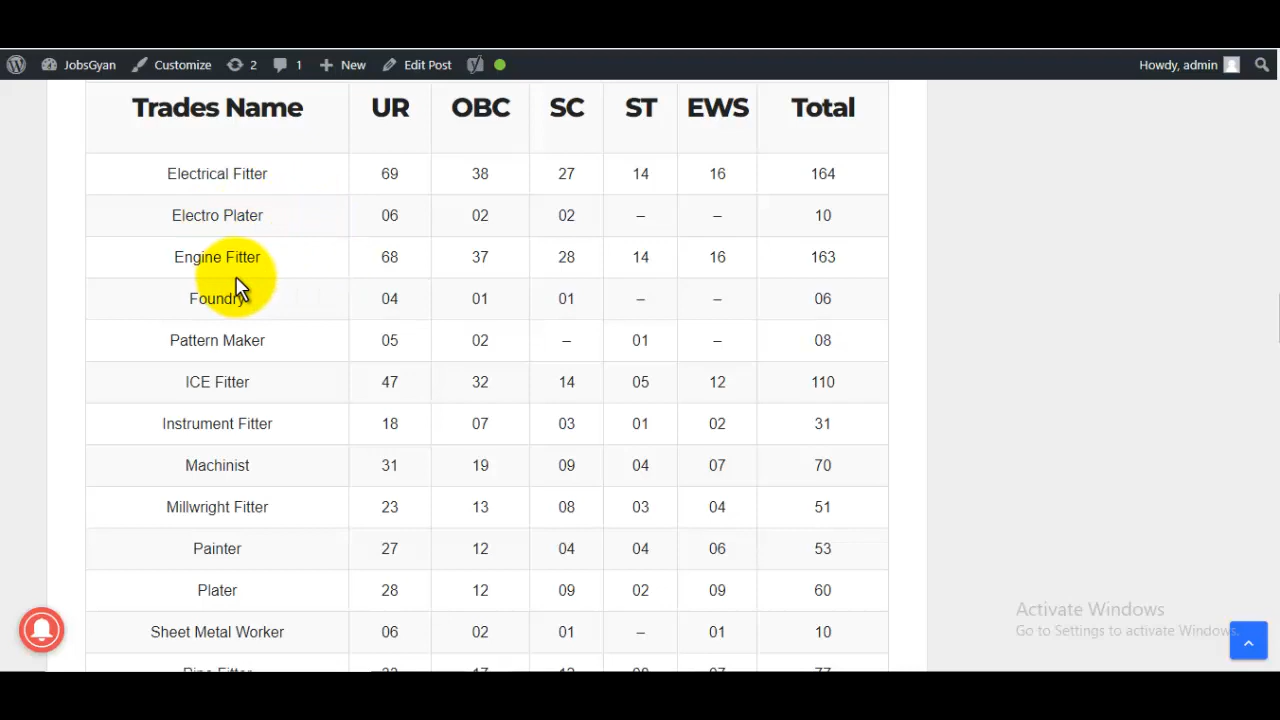 JobsGyan Customize 2 1 New Edit Post Howdy, admin
Trades Name UR OBC SC ST EWS Total
Electrical Fitter 69 38 27 14 16 164
Electro Plater 06 02 02 – – 10
Engine Fitter 68 37 28 14 16 163
Foundry 04 01 01 – – 06
Pattern Maker 05 02 – 01 – 08
ICE Fitter 47 32 14 05 12 110
Instrument Fitter 18 07 03 01 02 31
Machinist 31 19 09 04 07 70
Millwright Fitter 23 13 08 03 04 51
Painter 27 12 04 04 06 53
Plater 28 12 09 02 09 60
Sheet Metal Worker 06 02 01 – 01 10
Activate Windows
Go to Settings to activate Windows.